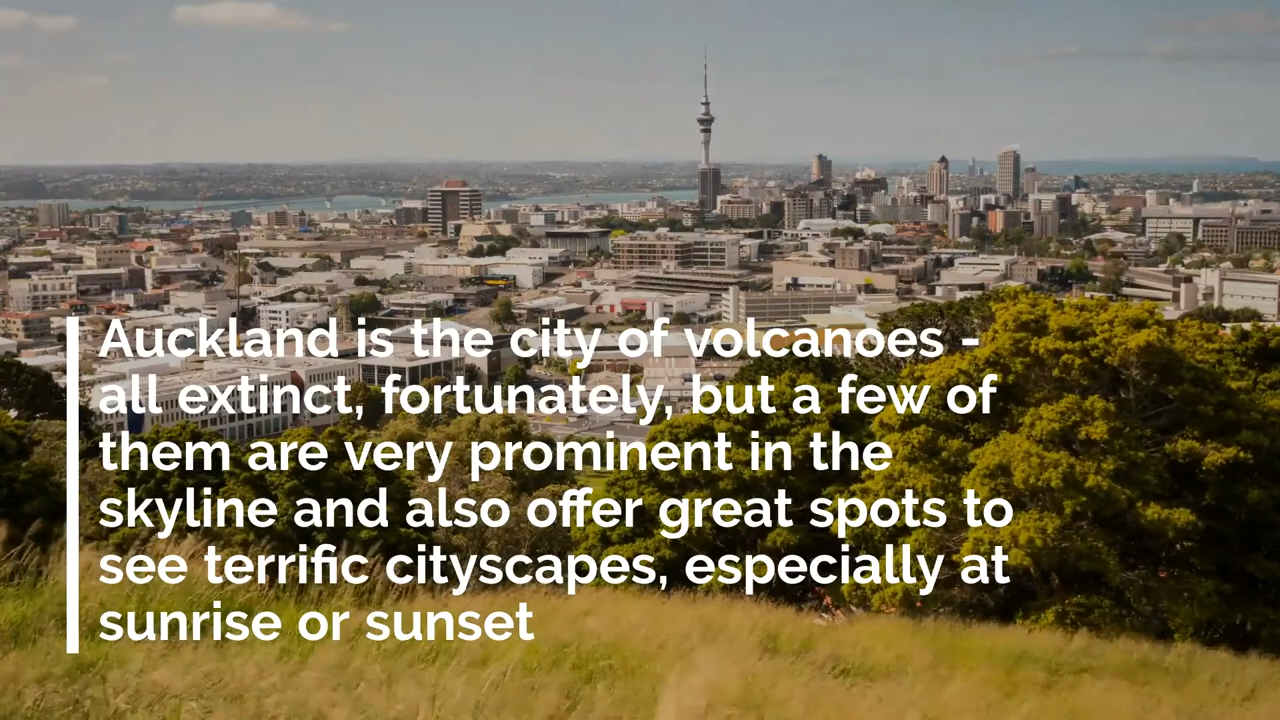 Auckland is the city of volcanoes -
all extinct, fortunately, but a few of
them are very prominent in the
skyline and also offer great spots to
see terrific cityscapes, especially at
sunrise or sunset